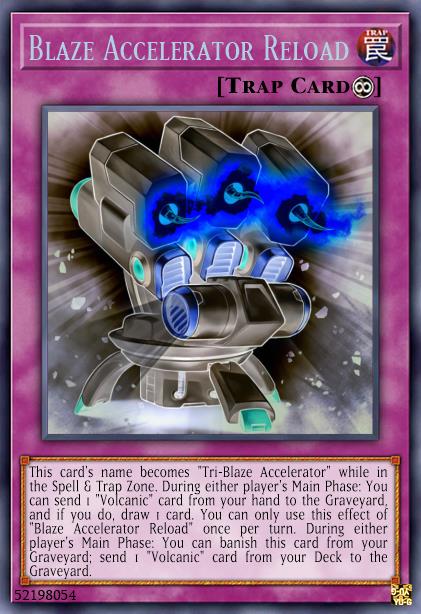 BLAZE ACCELERATOR RELOAD
TRAP
罠
[TRAP CARD♾]
This card's name becomes "Tri-Blaze Accelerator" while in
the Spell & Trap Zone. During either player's Main Phase: You
can send 1 "Volcanic" card from your hand to the Graveyard,
and if you do, draw 1 card. You can only use this effect of
"Blaze Accelerator Reload" once per turn. During either
player's Main Phase: You can banish this card from your
Graveyard; send 1 "Volcanic" card from your Deck to the
Graveyard.
52198054